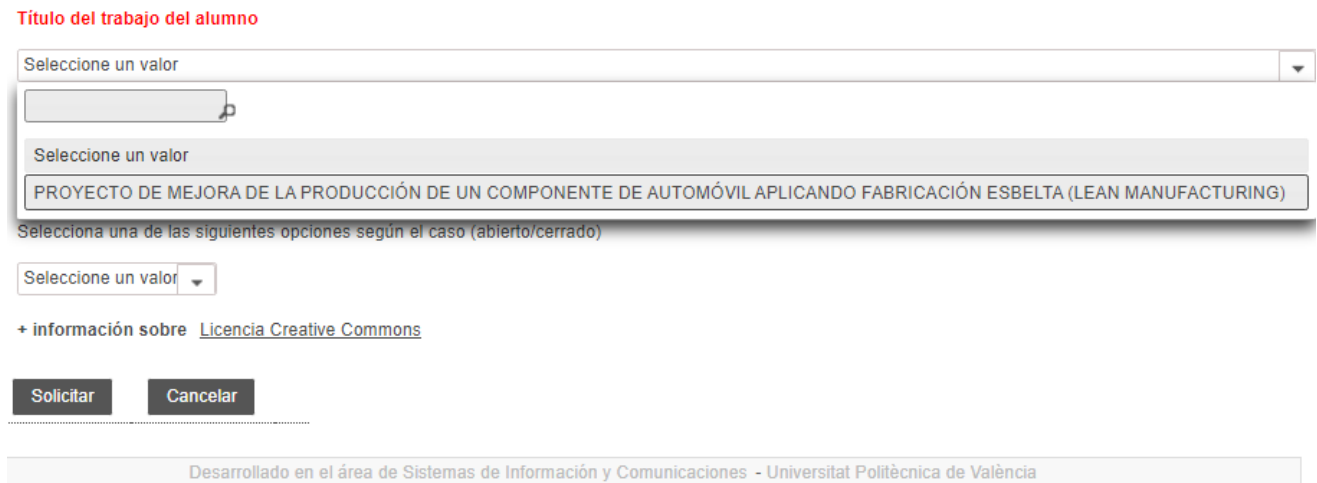 Título del trabajo del alumno
Seleccione un valor
Seleccione un valor
PROYECTO DE MEJORA DE LA PRODUCCIÓN DE UN COMPONENTE DE AUTOMÓVIL APLICANDO FABRICACIÓN ESBELTA (LEAN MANUFACTURING)
Selecciona una de las siguientes opciones según el caso (abierto/cerrado)
Seleccione un valor
+ información sobre Licencia Creative Commons
Solicitar Cancelar
Desarrollado en el área de Sistemas de Información y Comunicaciones - Universitat Politècnica de València